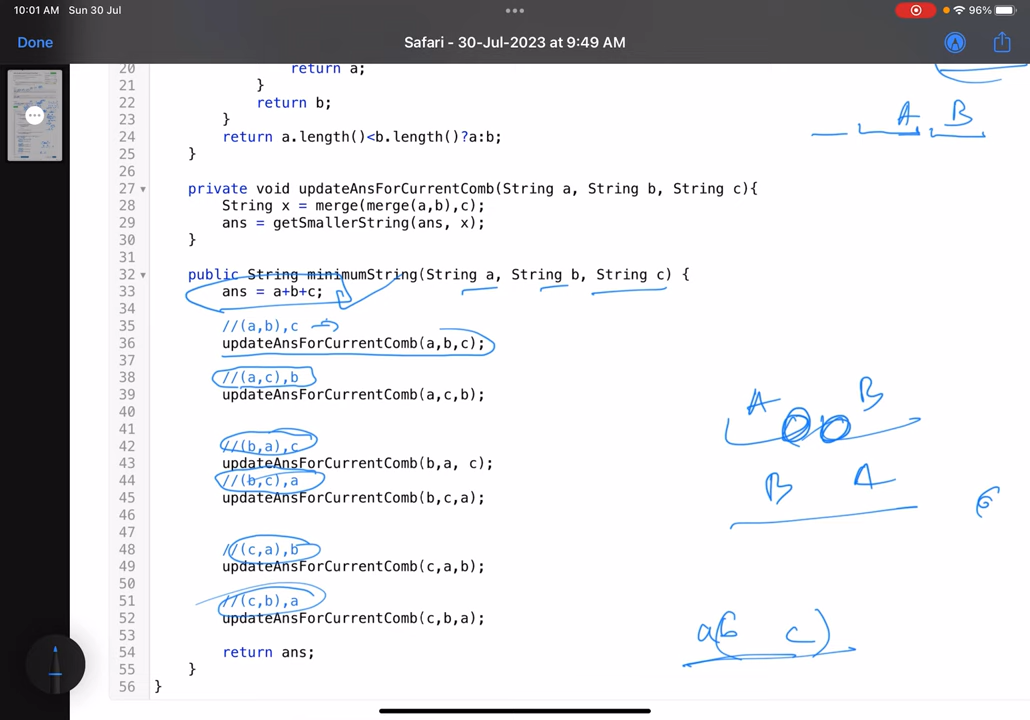 10:01 AM Sun 30 Jul
96%
Done
Safari - 30-Jul-2023 at 9:49 AM
20 return a;
21 }
22 return b;
23 }
24 return a.length()<b.length()?a:b;
25 }
26
27 private void updateAnsForCurrentComb(String a, String b, String c){
28 String x = merge(merge(a,b),c);
29 ans = getSmallerString(ans, x);
30 }
31
32 public String minimumString(String a, String b, String c) {
33 ans = a+b+c;
34
35 //(a,b),c
36 updateAnsForCurrentComb(a,b,c);
37
38 //(a,c),b
39 updateAnsForCurrentComb(a,c,b);
40
41
42 //(b,a),c
43 updateAnsForCurrentComb(b,a, c);
44 //(b,c),a
45 updateAnsForCurrentComb(b,c,a);
46
47
48 //(c,a),b
49 updateAnsForCurrentComb(c,a,b);
50
51 //(c,b),a
52 updateAnsForCurrentComb(c,b,a);
53
54 return ans;
55 }
56 }
A B
A B
B A
a(b c)